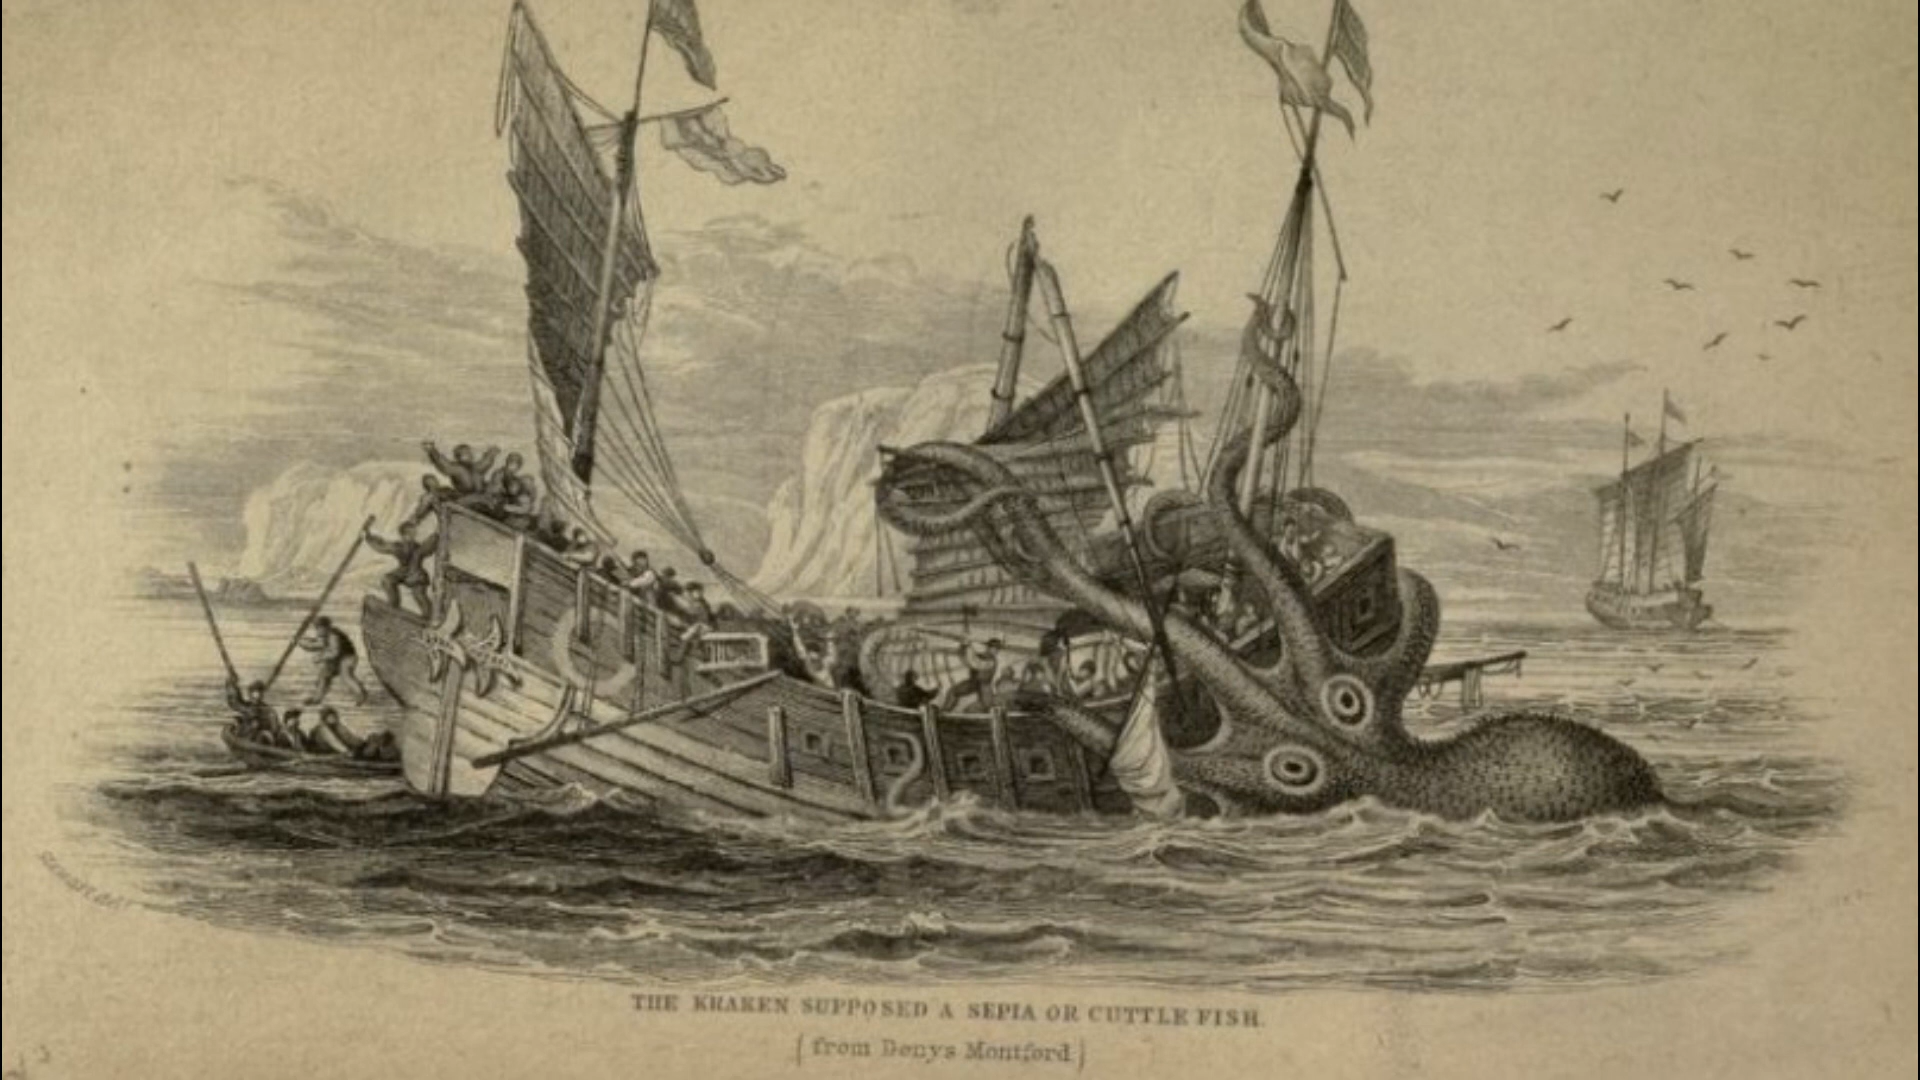 THE KRAKEN SUPPOSED A SEPIA OR CUTTLE FISH.
(from Denys Montford)